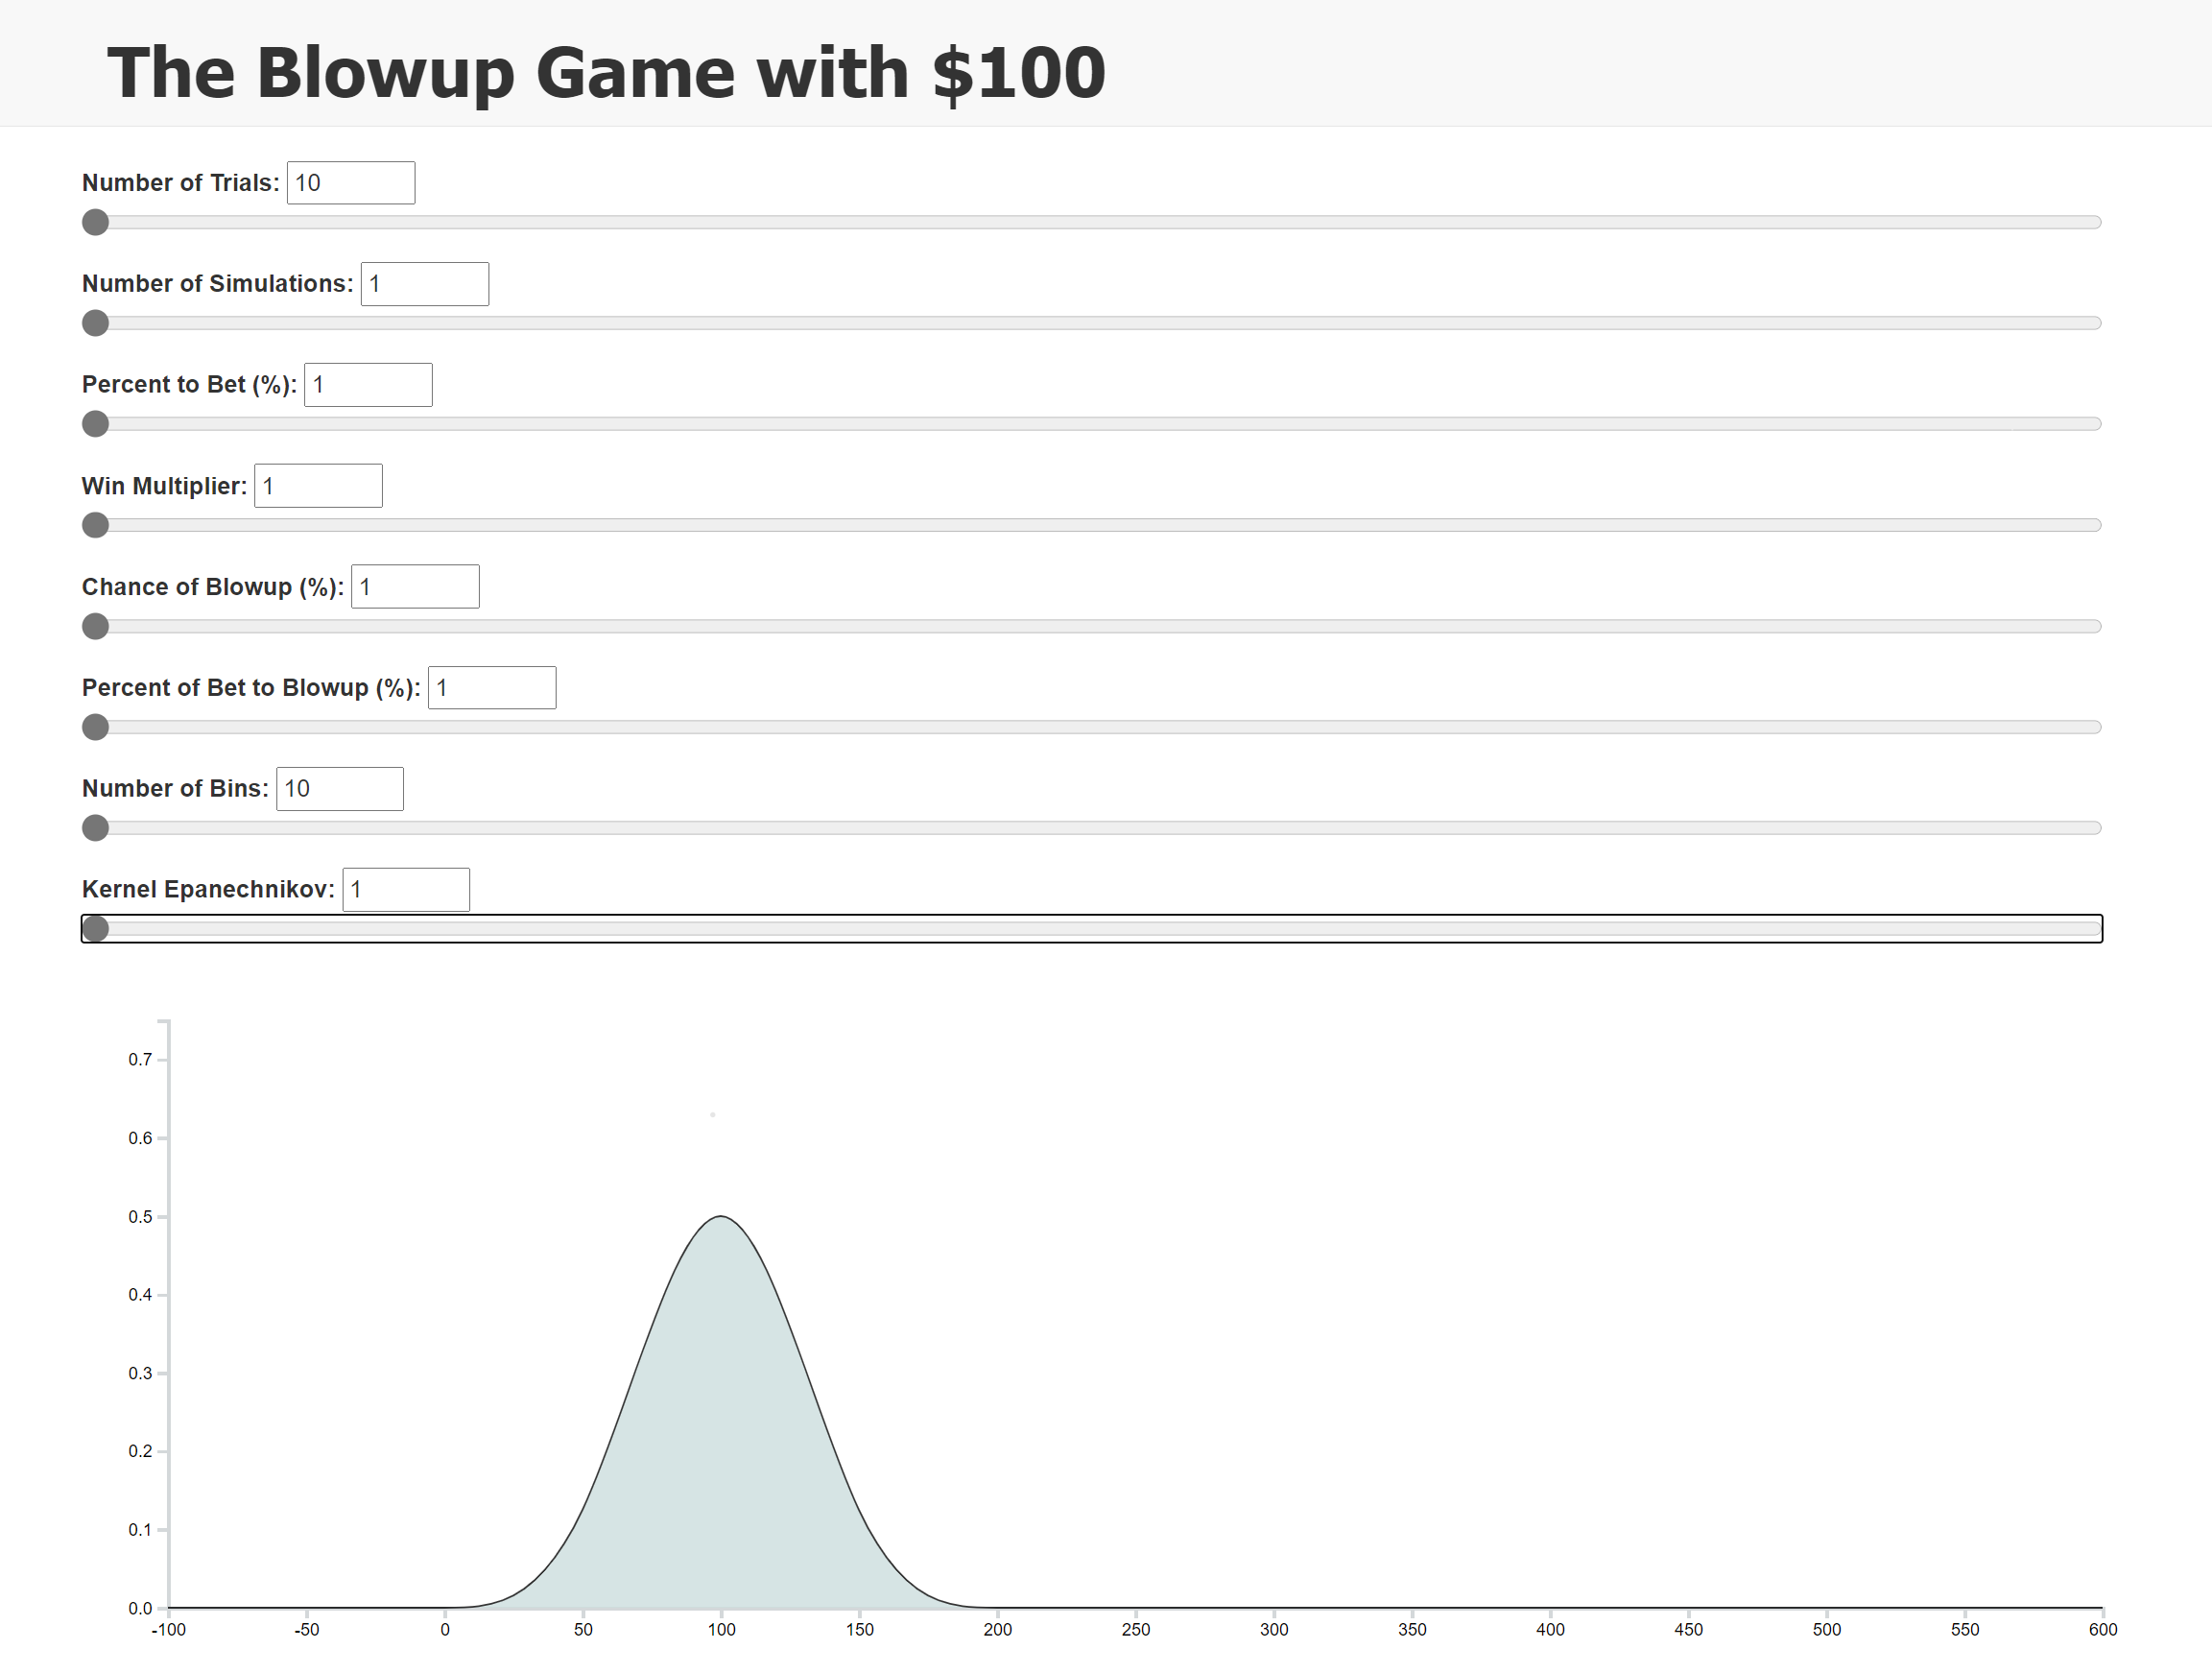 The Blowup Game with $100
Number of Trials: 10
Number of Simulations: 1
Percent to Bet (%): 1
Win Multiplier: 1
Chance of Blowup (%): 1
Percent of Bet to Blowup (%): 1
Number of Bins: 10
Kernel Epanechnikov: 1
0.7
0.6
0.5
0.4
0.3
0.2
0.1
0.0
-100 -50 0 50 100 150 200 250 300 350 400 450 500 550 600